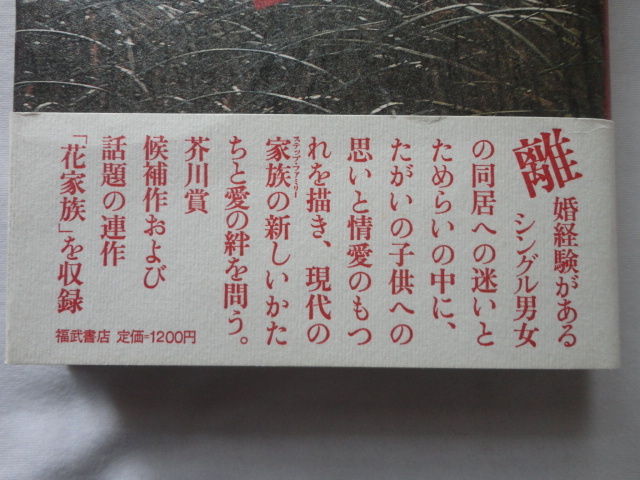 離婚経験がある
シングル男女
の同居への迷いと
ためらいの中に、
たがいの子供への
思いと情愛のもつ
れを描き、現代の
家族の新しいかた
ステップ・ファミリー
ちと愛の絆を問う。
芥川賞
候補作および
話題の連作
「花家族」を収録
福武書店 定価=1200円